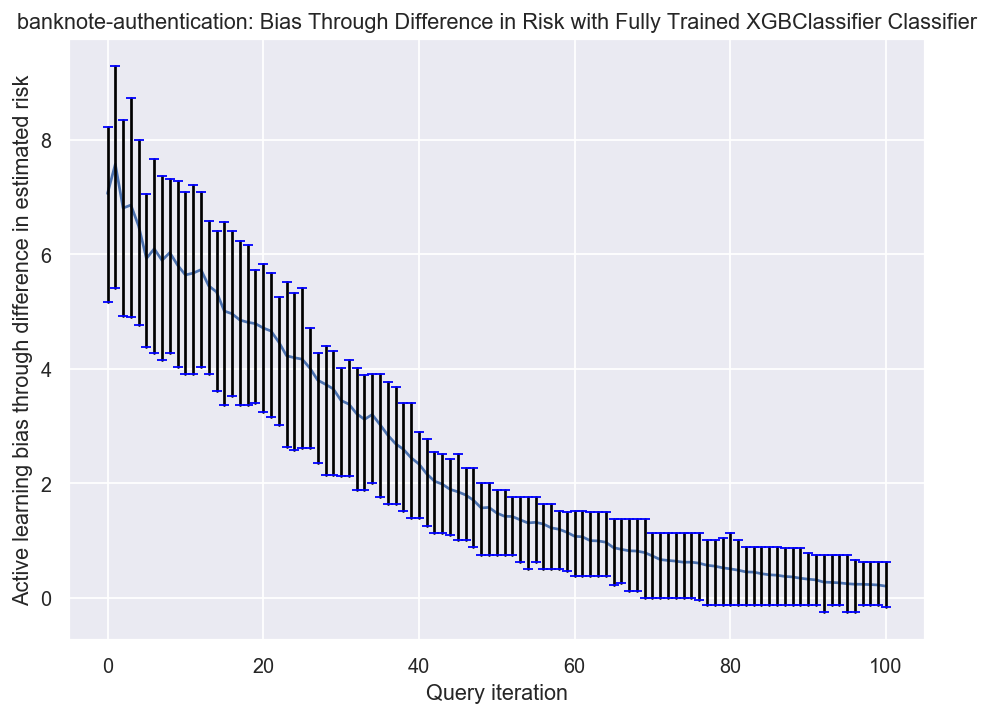 banknote-authentication: Bias Through Difference in Risk with Fully Trained XGBClassifier Classifier
Active learning bias through difference in estimated risk
8
6
4
2
0
0 20 40 60 80 100
Query iteration